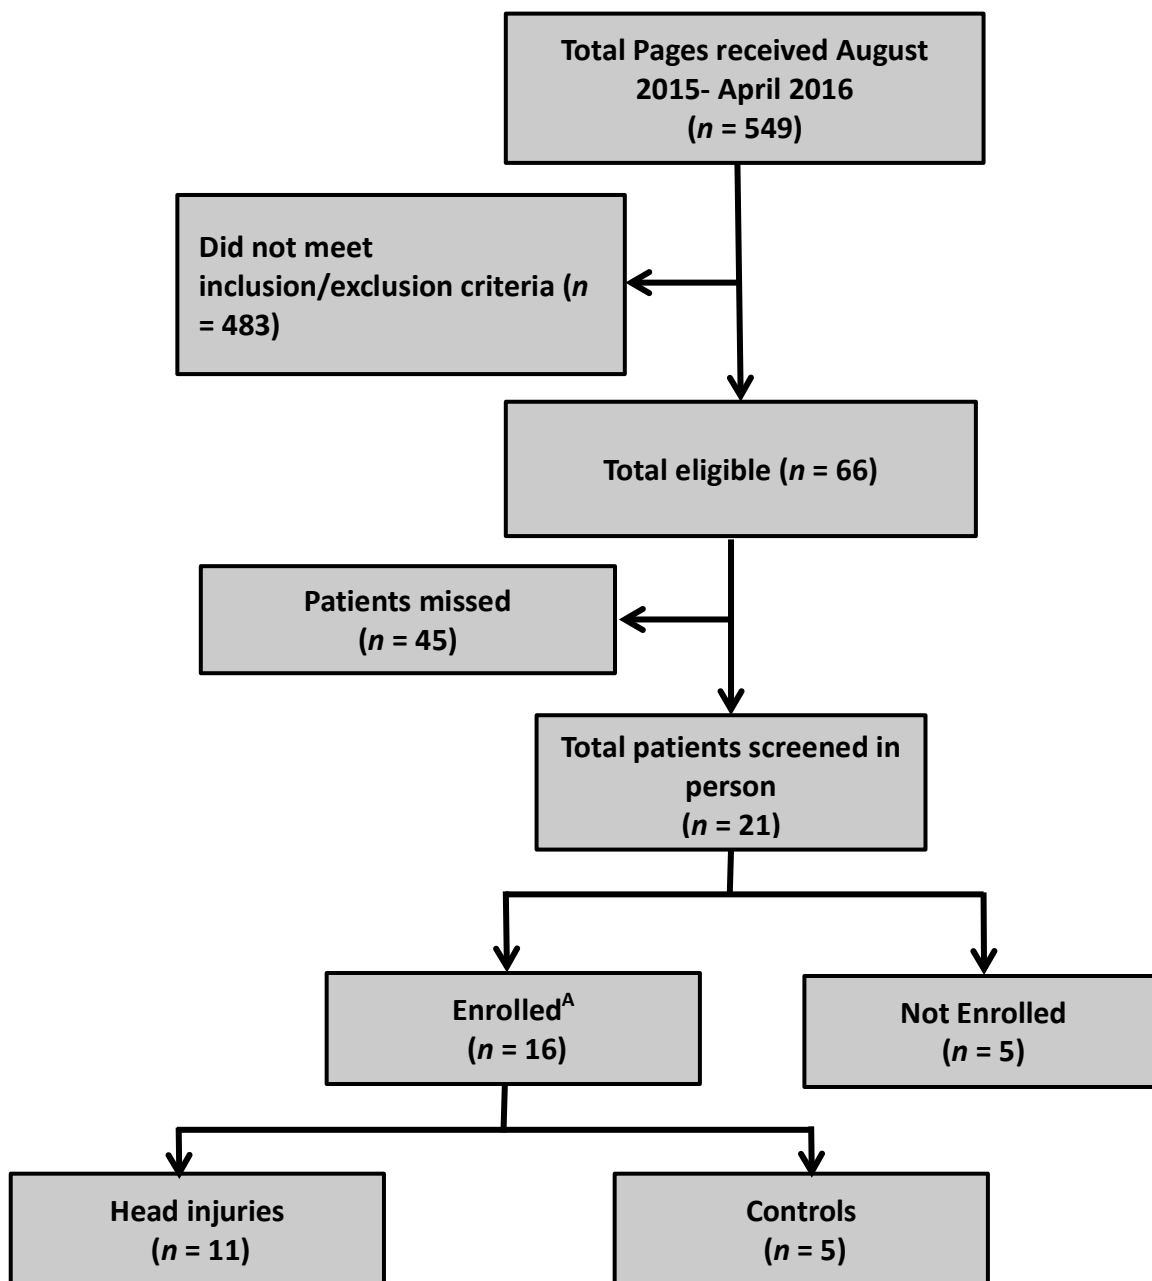 Total Pages received August
2015- April 2016
(n = 549)
Did not meet
inclusion/exclusion criteria (n
= 483)
Total eligible (n = 66)
Patients missed
(n = 45)
Total patients screened in
person
(n = 21)
Enrolled^A
(n = 16)
Not Enrolled
(n = 5)
Head injuries
(n = 11)
Controls
(n = 5)